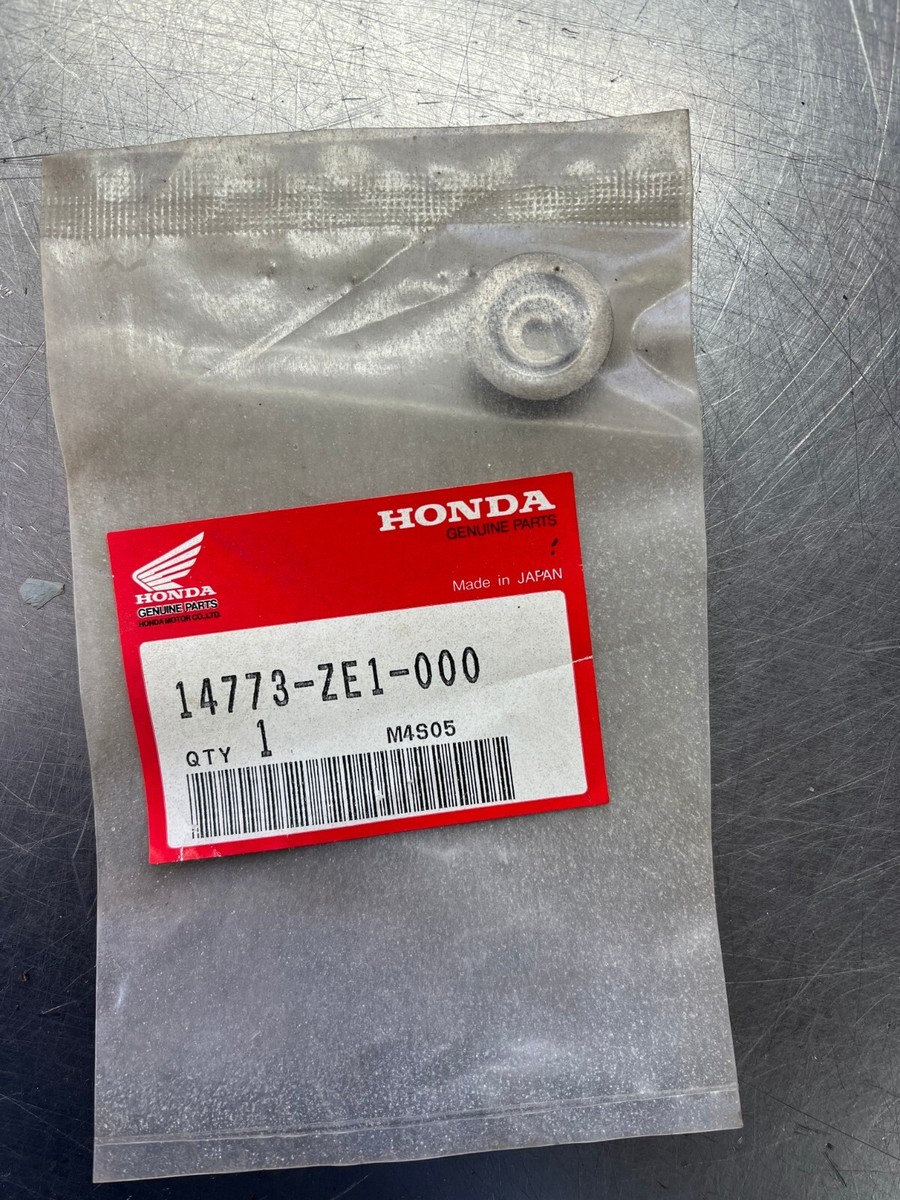 HONDA
GENUINE PARTS
Made in JAPAN
HONDA
GENUINE PARTS
HONDA MOTOR CO.,LTD.
14773-ZE1-000
QTY 1 M4S05